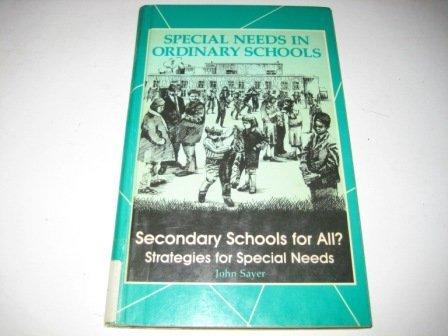 SPECIAL NEEDS IN
ORDINARY SCHOOLS
Secondary Schools for All?
Strategies for Special Needs
John Sayer